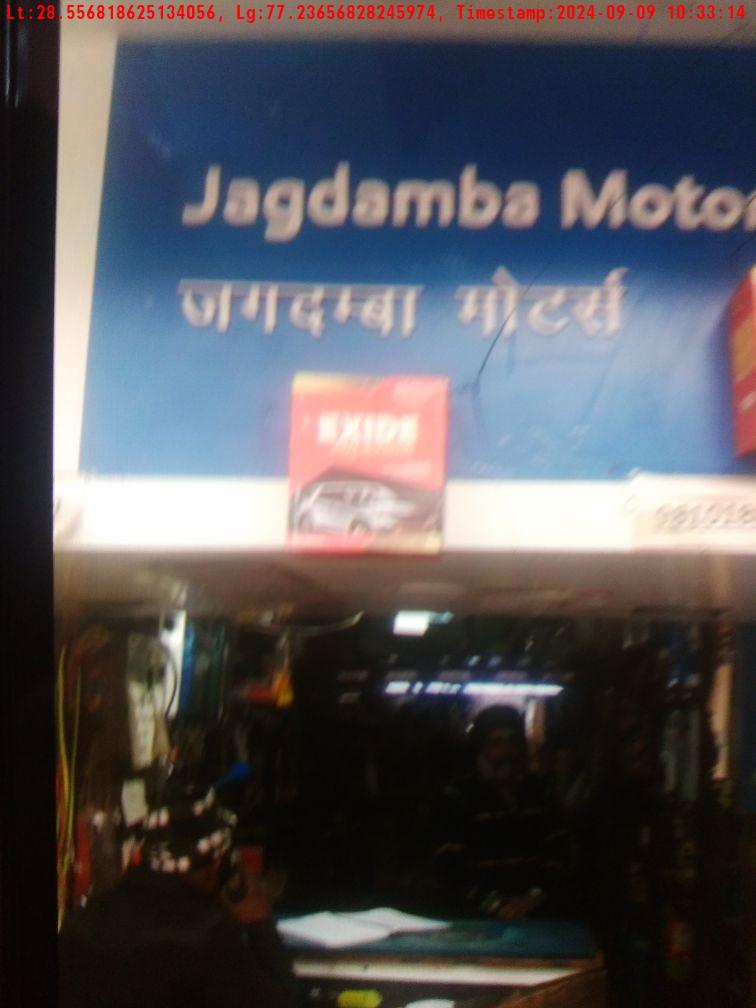 Lt:28.556818625134056, Lg:77.23656828245974, Timestamp:2024-09-09 10:33:14
Jagdamba Motor
जगदम्बा मोटर्स
EXIDE